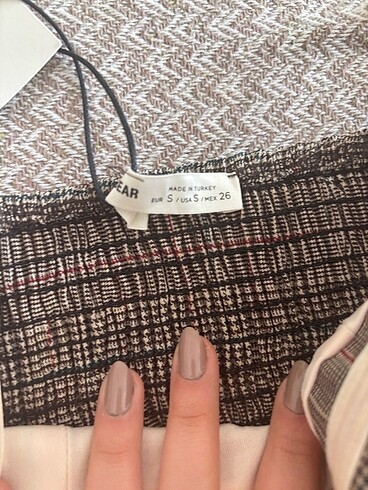 EAR
MADE IN TURKEY
EUR S / USA S / MEX. 26